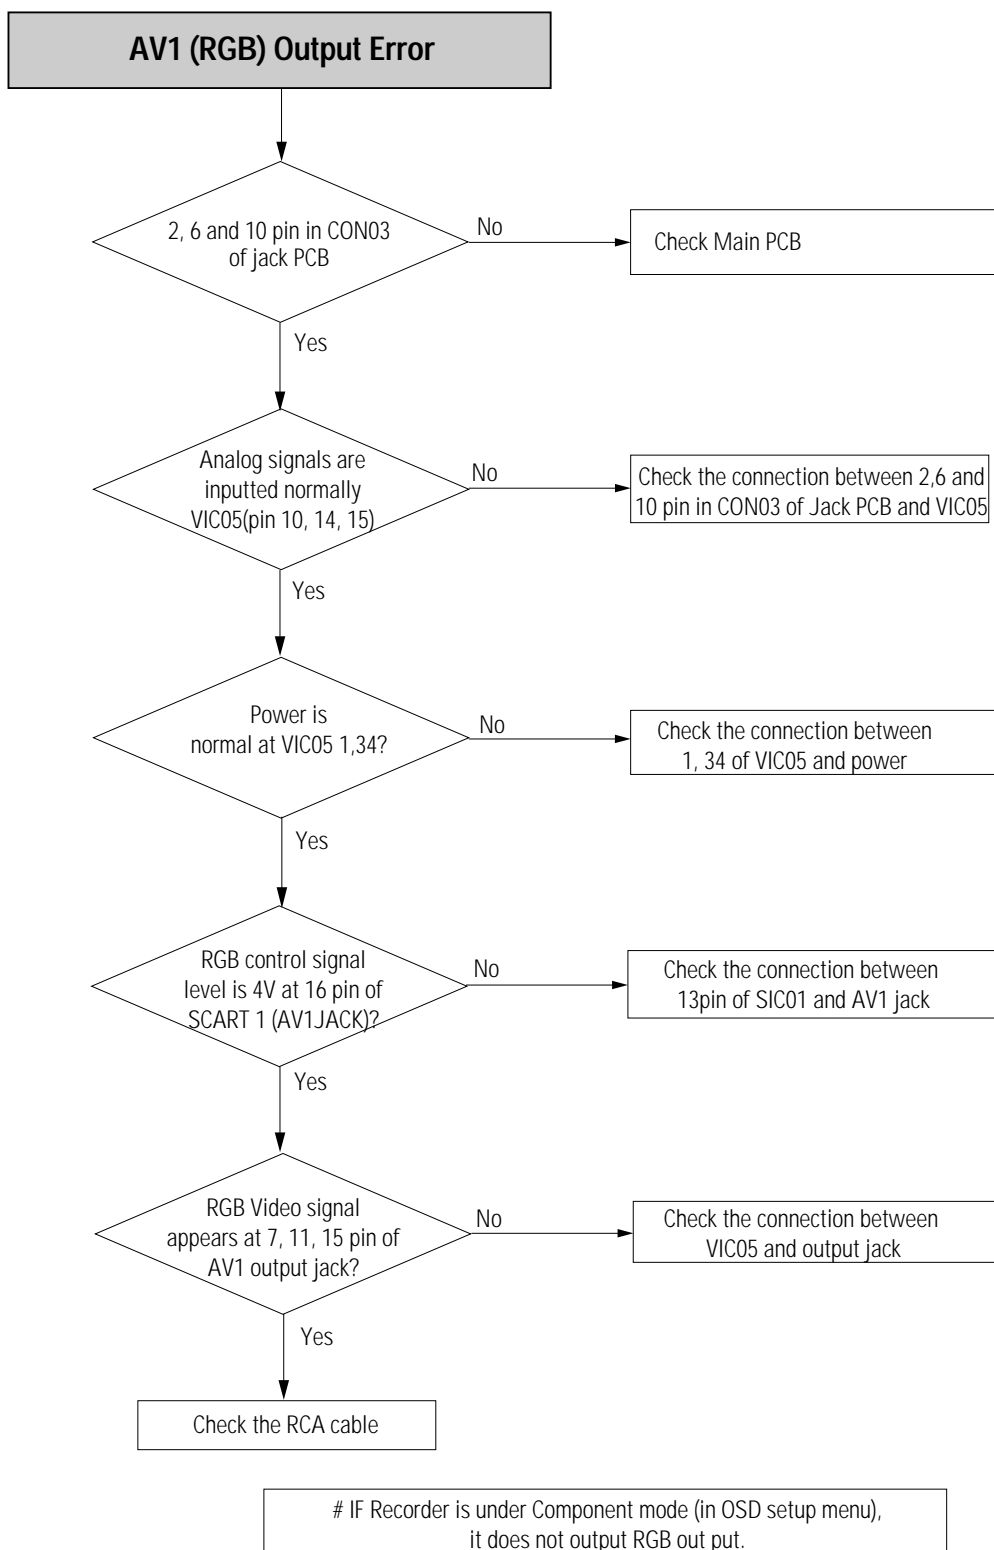 AV1 (RGB) Output Error
2, 6 and 10 pin in CON03
of jack PCB
No
Check Main PCB
Yes
Analog signals are
inputted normally
VIC05(pin 10, 14, 15)
No
Check the connection between 2,6 and
10 pin in CON03 of Jack PCB and VIC05
Yes
Power is
normal at VIC05 1,34?
No
Check the connection between
1, 34 of VIC05 and power
Yes
RGB control signal
level is 4V at 16 pin of
SCART 1 (AV1JACK)?
No
Check the connection between
13pin of SIC01 and AV1 jack
Yes
RGB Video signal
appears at 7, 11, 15 pin of
AV1 output jack?
No
Check the connection between
VIC05 and output jack
Yes
Check the RCA cable
# IF Recorder is under Component mode (in OSD setup menu),
it does not output RGB out put.